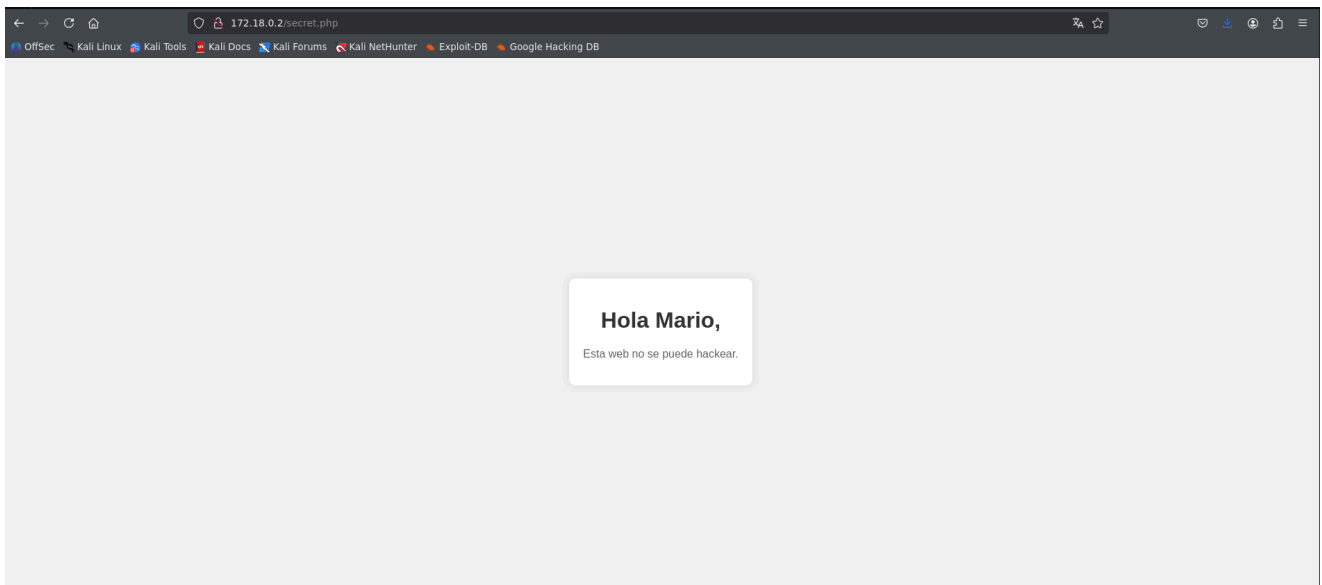 172.18.0.2/secret.php
OffSec Kali Linux Kali Tools Kali Docs Kali Forums Kali NetHunter Exploit-DB Google Hacking DB
Hola Mario,
Esta web no se puede hackear.